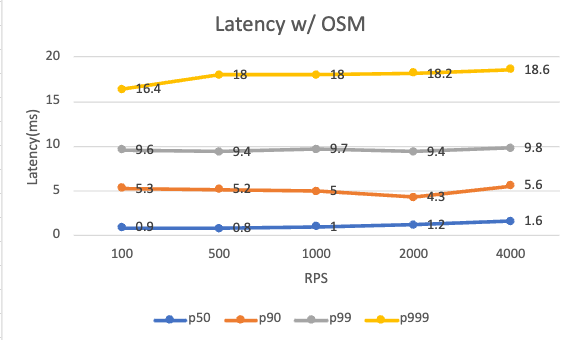 Latency w/ OSM
Latency(ms)
20
15
10
5
0
16.4 18 18 18.2 18.6
9.6 9.4 9.7 9.4 9.8
5.3 5.2 5 4.3 5.6
0.9 0.8 1 1.2 1.6
100 500 1000 2000 4000
RPS
p50 p90 p99 p999